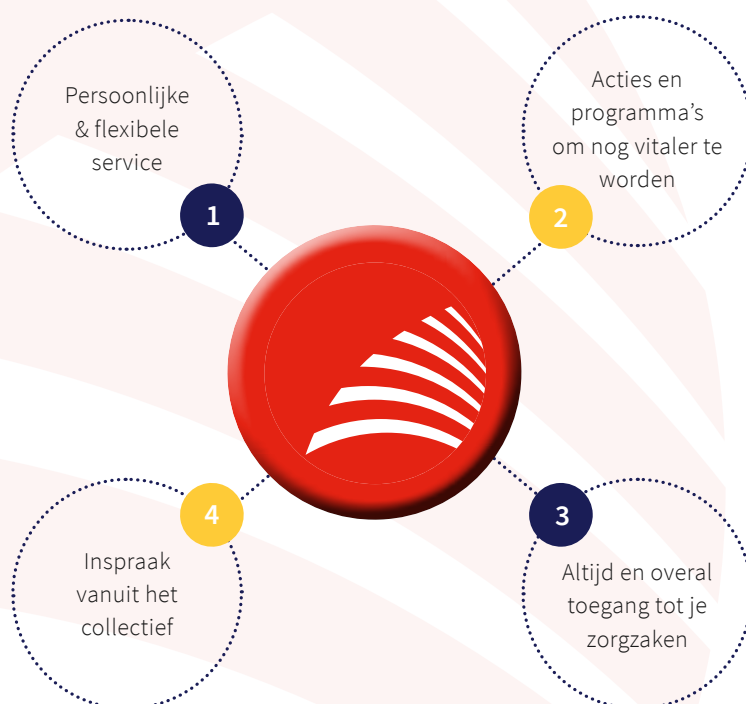 Persoonlijke
& flexibele
service
1
Acties en
programma's
om nog vitaler te
worden
2
3
Altijd en overal
toegang tot je
zorgzaken
4
Inspraak
vanuit het
collectief